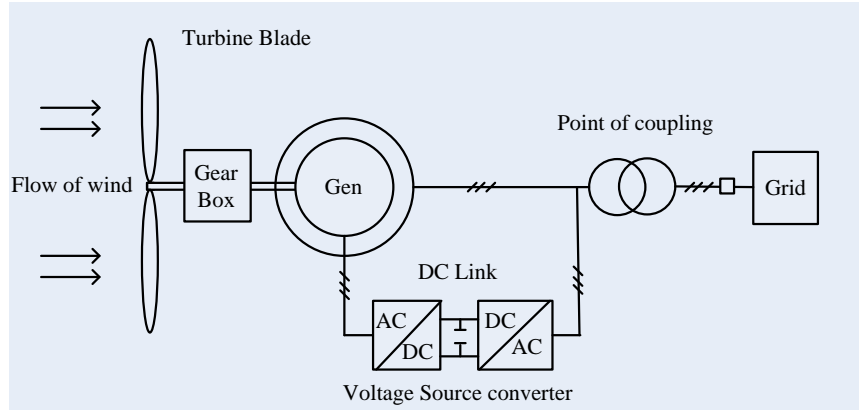 Turbine Blade
Point of coupling
Flow of wind
Gear
Box
Gen
Grid
DC Link
AC
DC
DC
AC
Voltage Source converter